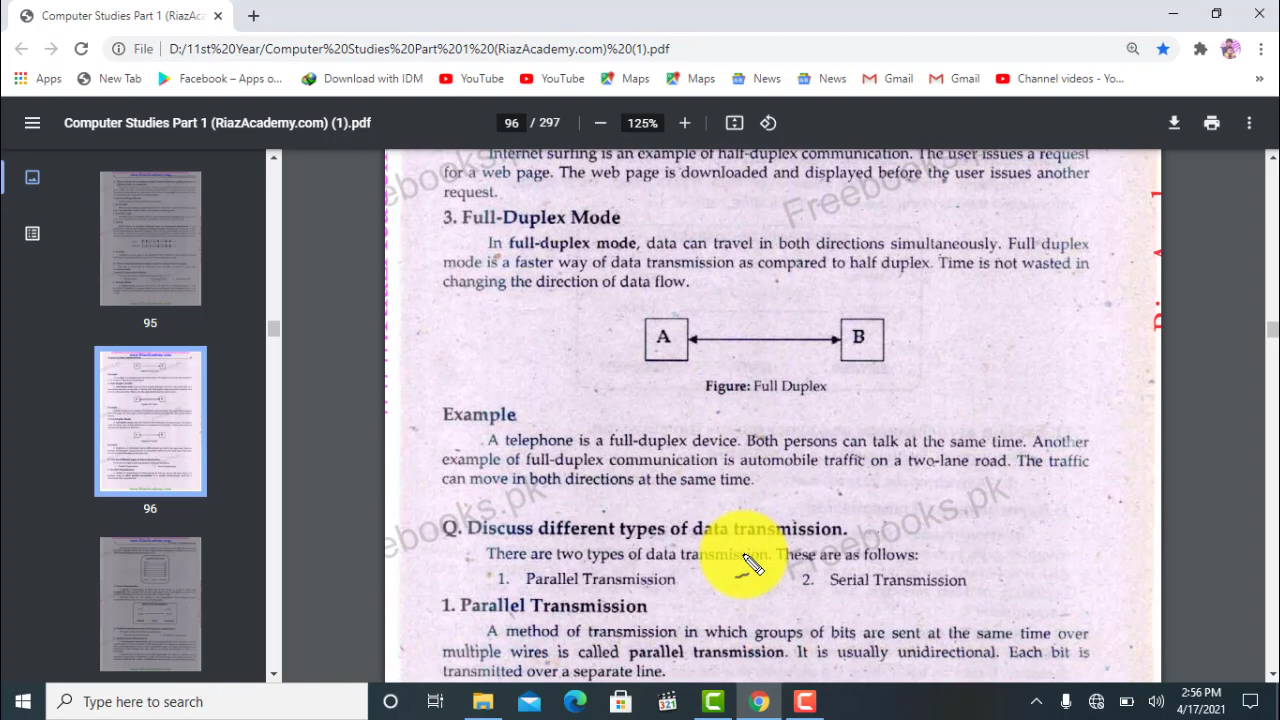 Computer Studies Part 1 (RiazAca
File D:/11st%20Year/Computer%20Studies%20Part%201%20(RiazAcademy.com)%20(1).pdf
Apps New Tab Facebook – Apps o... Download with IDM YouTube YouTube Maps Maps News News Gmail Gmail Channel videos - Yo... »
Computer Studies Part 1 (RiazAcademy.com) (1).pdf 96 / 297 125%
95
96
Internet surfing is an example of half-duplex communication. The user issues a request
for a web page. The web page is downloaded and displayed before the user issues another
request.
3. Full-Duplex Mode
In full-duplex mode, data can travel in both directions simultaneously. Full duplex
mode is a faster way of data transmission as compared to half duplex. Time is not wasted in
changing the direction of data flow.
A B
Figure: Full Duplex
Example
A telephone is a full-duplex device. Both persons can talk at the same time. Another
example of full-duplex communication is automobile traffic on a two-lane road. The traffic
can move in both directions at the same time.
Q. Discuss different types of data transmission.
There are two types of data transmission. These are as follows:
1. Parallel Transmission 2. Serial Transmission
1. Parallel Transmission
A method of transmission in which groups of bits are sent at the same time over
multiple wires is called parallel transmission. It is usually unidirectional. Each bit is
transmitted over a separate line.
Type here to search
2:56 PM
4/17/2021